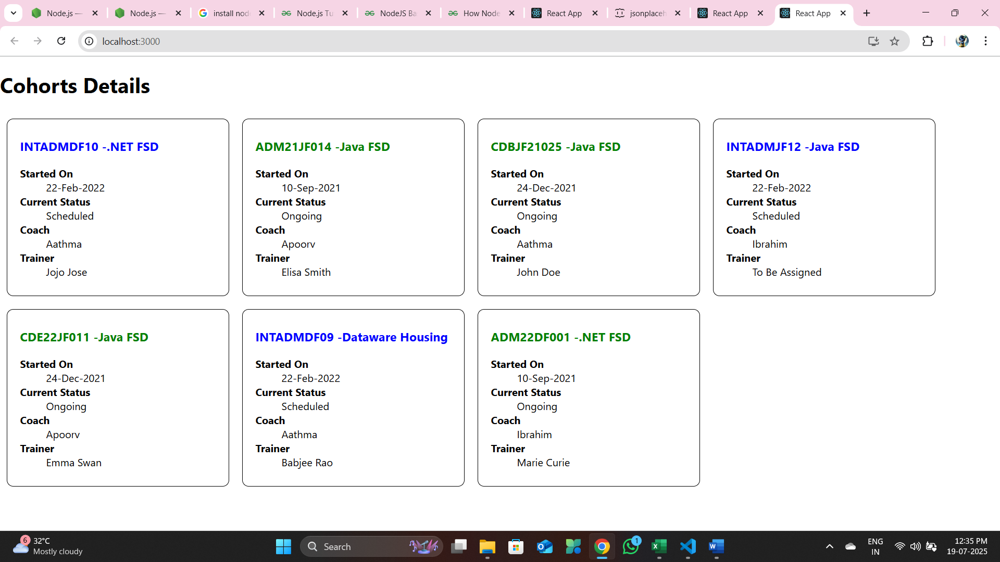 Node.js —
Node.js —
install node
Node.js Tu
NodeJS Ba
How Node
React App
jsonplaceh
React App
React App
localhost:3000
Cohorts Details
INTADMDF10 -.NET FSD
Started On
22-Feb-2022
Current Status
Scheduled
Coach
Aathma
Trainer
Jojo Jose
ADM21JF014 -Java FSD
Started On
10-Sep-2021
Current Status
Ongoing
Coach
Apoorv
Trainer
Elisa Smith
CDBJF21025 -Java FSD
Started On
24-Dec-2021
Current Status
Ongoing
Coach
Aathma
Trainer
John Doe
INTADMJF12 -Java FSD
Started On
22-Feb-2022
Current Status
Scheduled
Coach
Ibrahim
Trainer
To Be Assigned
CDE22JF011 -Java FSD
Started On
24-Dec-2021
Current Status
Ongoing
Coach
Apoorv
Trainer
Emma Swan
INTADMDF09 -Dataware Housing
Started On
22-Feb-2022
Current Status
Scheduled
Coach
Aathma
Trainer
Babjee Rao
ADM22DF001 -.NET FSD
Started On
10-Sep-2021
Current Status
Ongoing
Coach
Ibrahim
Trainer
Marie Curie
6
32°C
Mostly cloudy
Search
1
ENG
IN
12:35 PM
19-07-2025